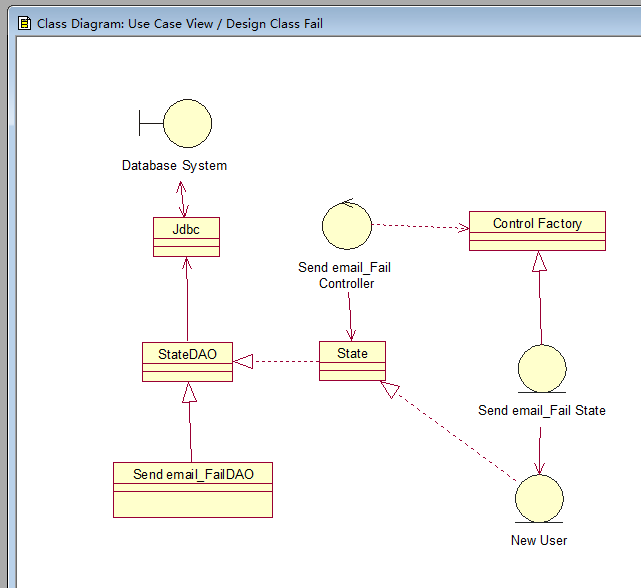 Class Diagram: Use Case View / Design Class Fail
Database System
Jdbc
Send email_Fail
Controller
Control Factory
StateDAO
State
Send email_Fail State
Send email_FailDAO
New User